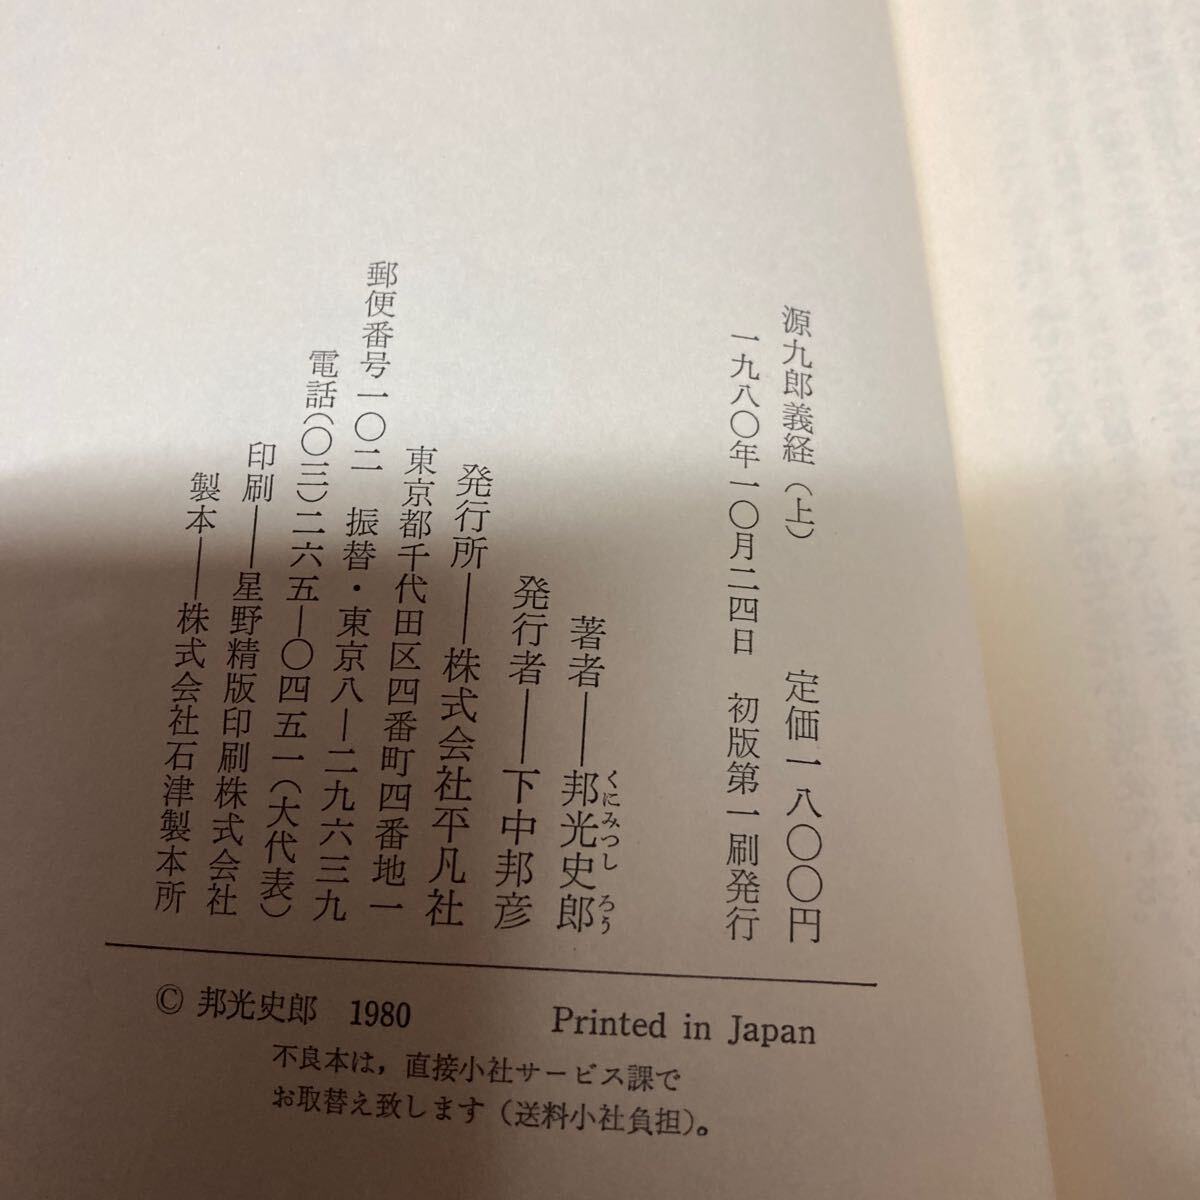 源九郎義経(上) 定価一八〇〇円
一九八〇年一〇月二四日 初版第一刷発行
著者――邦光史郎
くにみつしろう
発行者――下中邦彦
発行所――株式会社平凡社
東京都千代田区四番町四番地一
郵便番号一〇二 振替・東京八―二九六三九
電話(〇三)二六五―〇四五一(大代表)
印刷――星野精版印刷株式会社
製本――株式会社石津製本所
© 邦光史郎 1980 Printed in Japan
不良本は,直接小社サービス課で
お取替え致します(送料小社負担)。